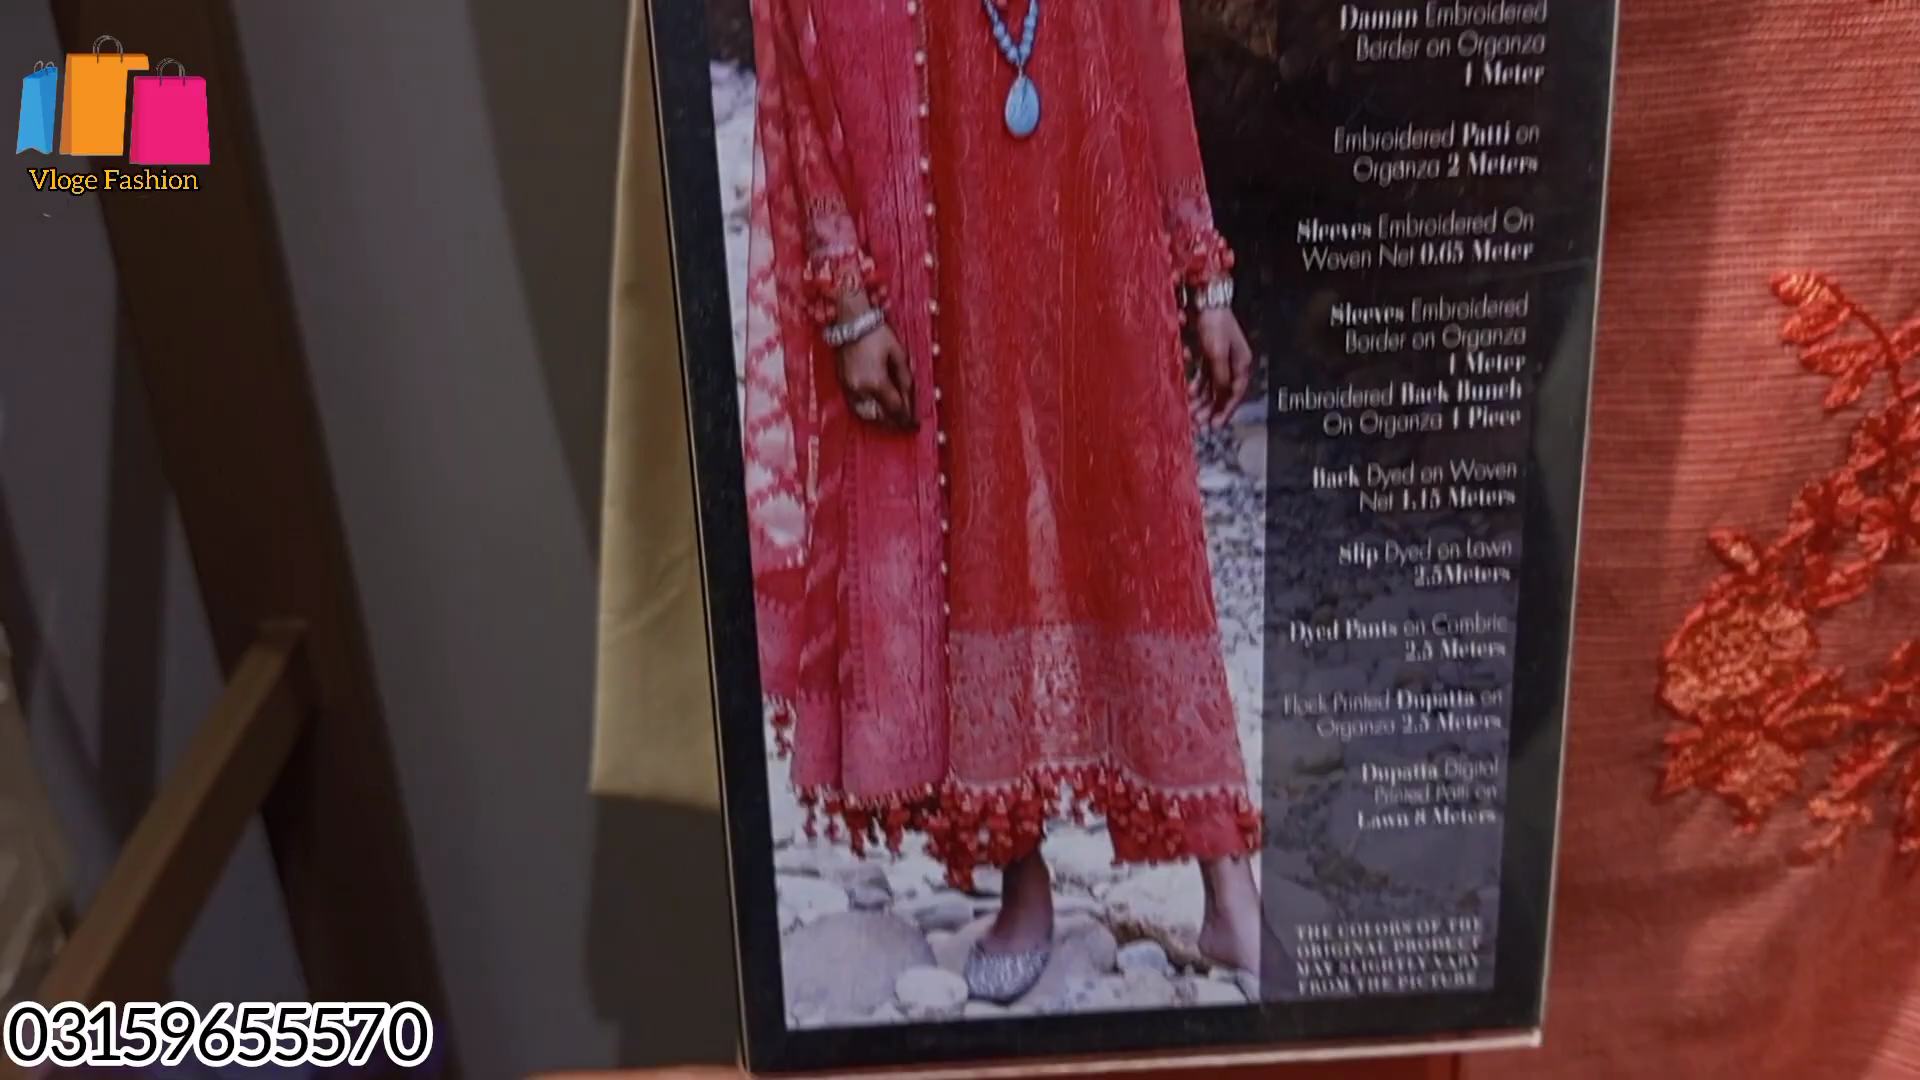 Vloge Fashion
Daman Embroidered
Border on Organza
1 Meter
Embroidered Patti on
Organza 2 Meters
Sleeves Embroidered On
Woven Net 0.65 Meter
Sleeves Embroidered
Border on Organza
1 Meter
Embroidered Back Bunch
On Organza 1 Piece
Back Dyed on Woven
Net 1.15 Meters
Slip Dyed on Lawn
2.5Meters
Dyed Pants on Cambric
2.5 Meters
Flock Printed Dupatta on
Organza 2.5 Meters
Dupatta Digital
Printed Patti on
Lawn 8 Meters
THE COLORS OF THE
ORIGINAL PRODUCT
MAY SLIGHTLY VARY
FROM THE PICTURE
03159655570